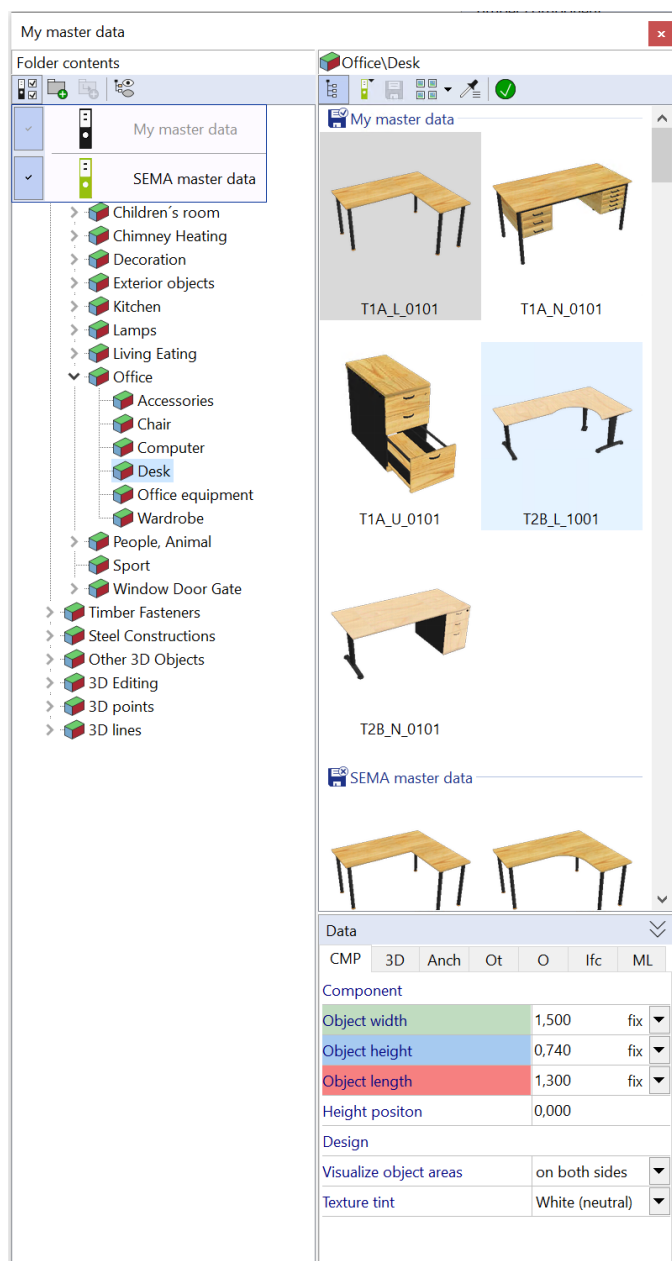 My master data
Folder contents
My master data
SEMA master data
Children´s room
Chimney Heating
Decoration
Exterior objects
Kitchen
Lamps
Living Eating
Office
Accessories
Chair
Computer
Desk
Office equipment
Wardrobe
People, Animal
Sport
Window Door Gate
Timber Fasteners
Steel Constructions
Other 3D Objects
3D Editing
3D points
3D lines
Office\Desk
My master data
T1A_L_0101
T1A_N_0101
T1A_U_0101
T2B_L_1001
T2B_N_0101
SEMA master data
Data
CMP 3D Anch Ot O Ifc ML
Component
Object width 1,500 fix
Object height 0,740 fix
Object length 1,300 fix
Height positon 0,000
Design
Visualize object areas on both sides
Texture tint White (neutral)